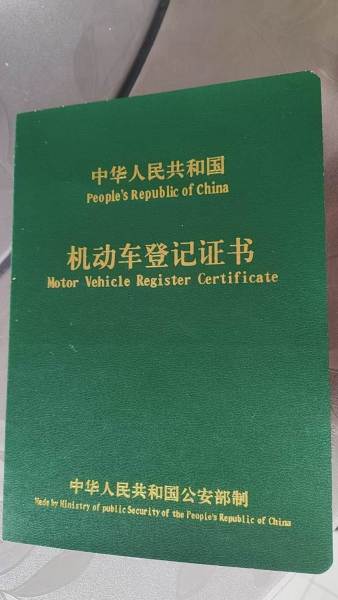 中华人民共和国
People's Republic of China
机动车登记证书
Motor Vehicle Register Certificate
中华人民共和国公安部制
Made by Ministry of public Security of the People's Republic of China